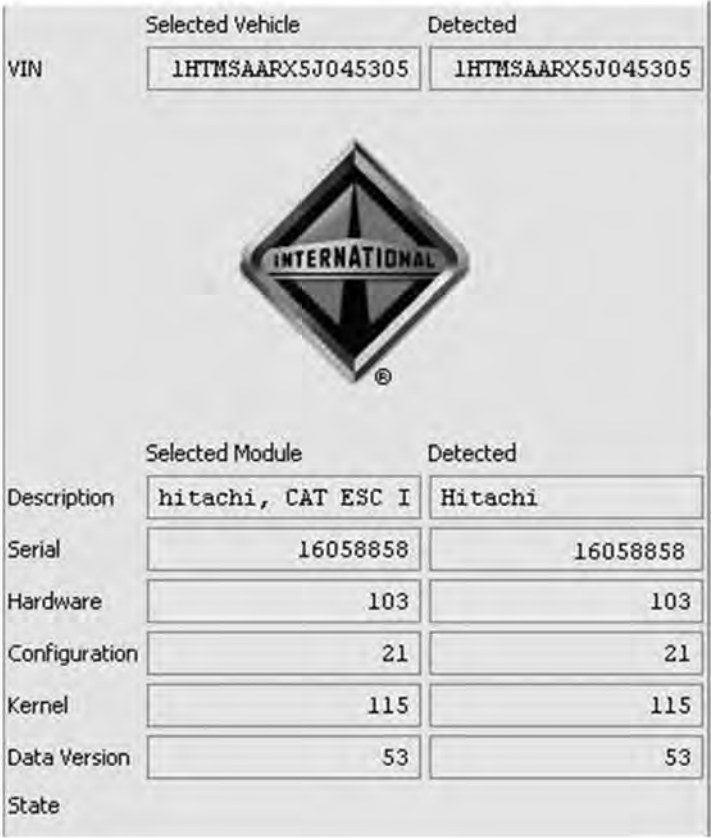 Selected Vehicle Detected
VIN 1HTMSAARX5J045305 1HTMSAARX5J045305
INTERNATIONAL
®
Selected Module Detected
Description hitachi, CAT ESC I Hitachi
Serial 16058858 16058858
Hardware 103 103
Configuration 21 21
Kernel 115 115
Data Version 53 53
State